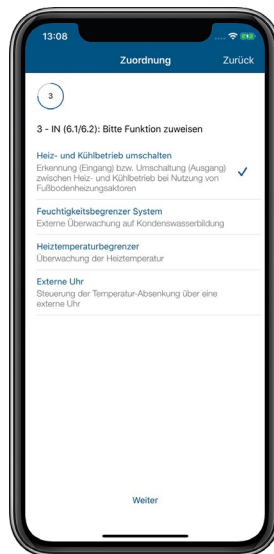 13:08
Zuordnung
Zurück
3
3 - IN (6.1/6.2): Bitte Funktion zuweisen
Heiz- und Kühlbetrieb umschalten
Erkennung (Eingang) bzw. Umschaltung (Ausgang)
zwischen Heiz- und Kühlbetrieb bei Nutzung von
Fußbodenheizungsaktoren
Feuchtigkeitsbegrenzer System
Externe Überwachung auf Kondenswasserbildung
Heiztemperaturbegrenzer
Überwachung der Heiztemperatur
Externe Uhr
Steuerung der Temperatur-Absenkung über eine
externe Uhr
Weiter